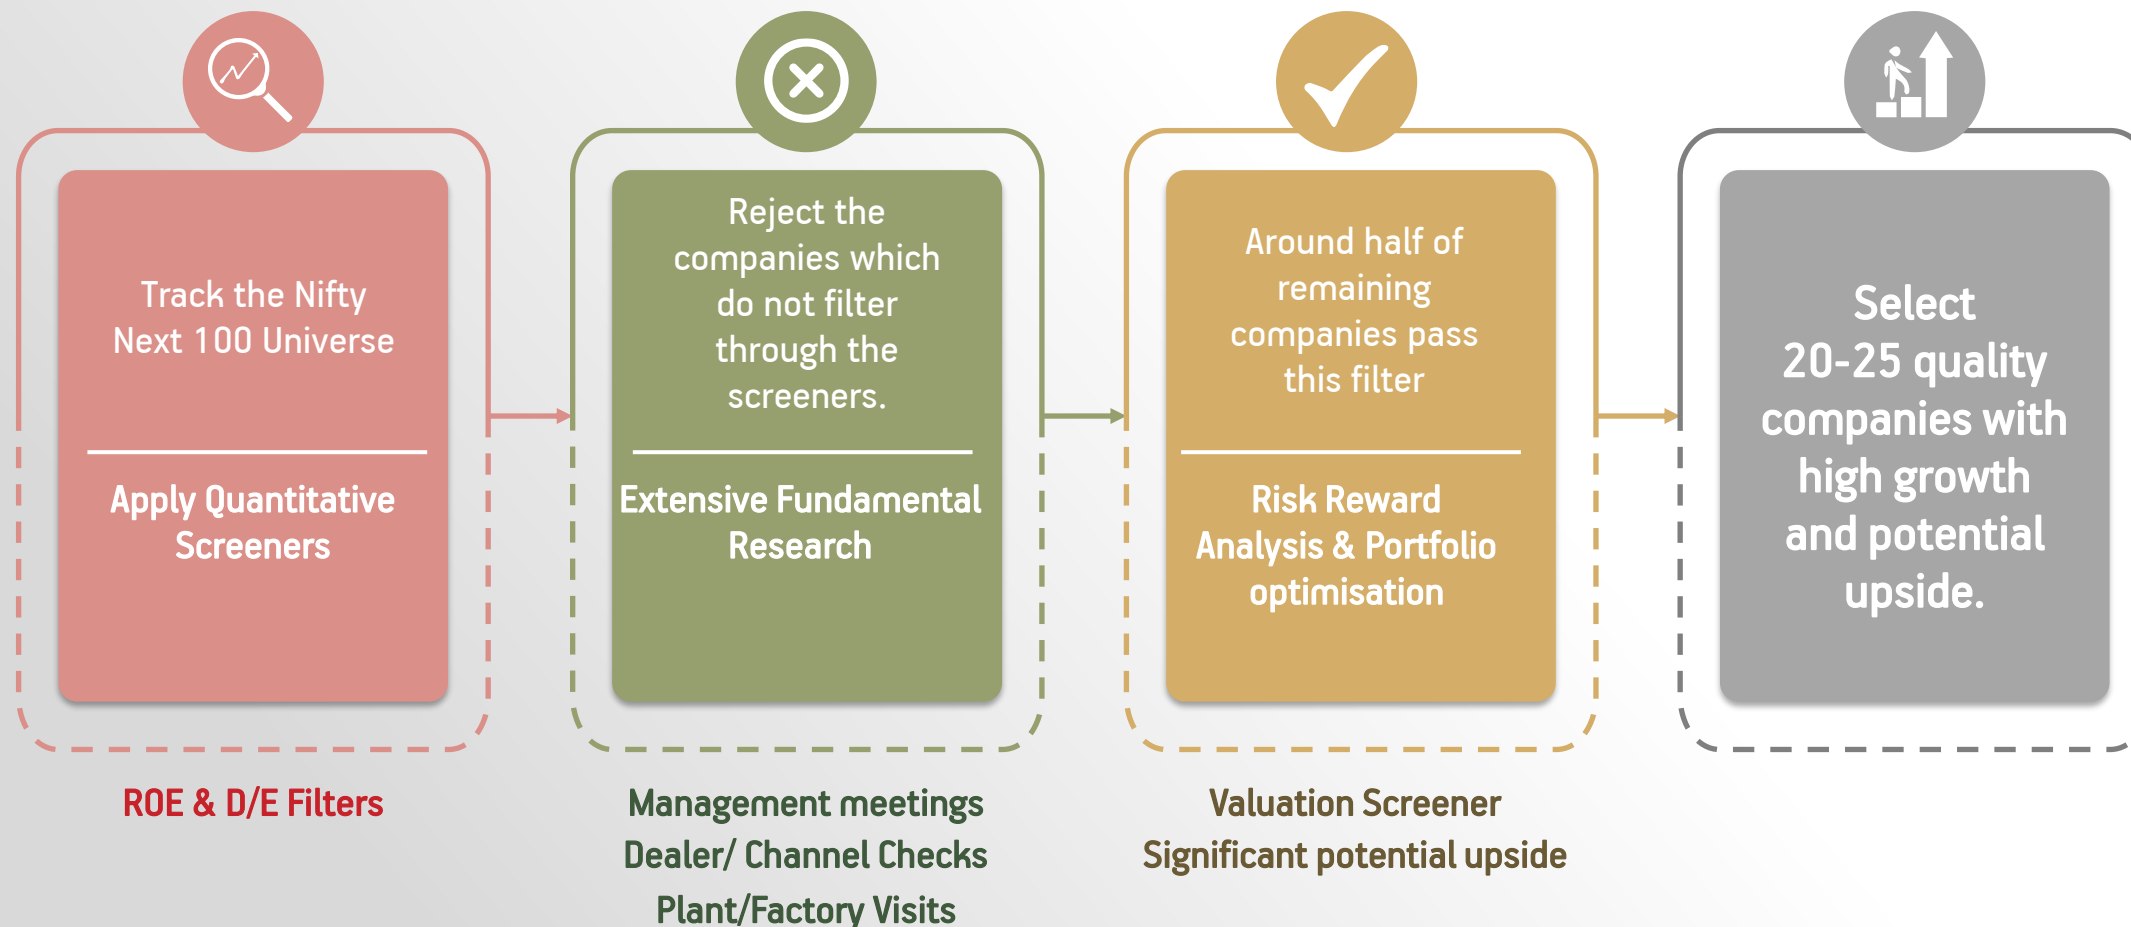 Track the Nifty
Next 100 Universe
Apply Quantitative
Screeners
ROE & D/E Filters
Reject the
companies which
do not filter
through the
screeners.
Extensive Fundamental
Research
Management meetings
Dealer/ Channel Checks
Plant/Factory Visits
Around half of
remaining
companies pass
this filter
Risk Reward
Analysis & Portfolio
optimisation
Valuation Screener
Significant potential upside
Select
20-25 quality
companies with
high growth
and potential
upside.